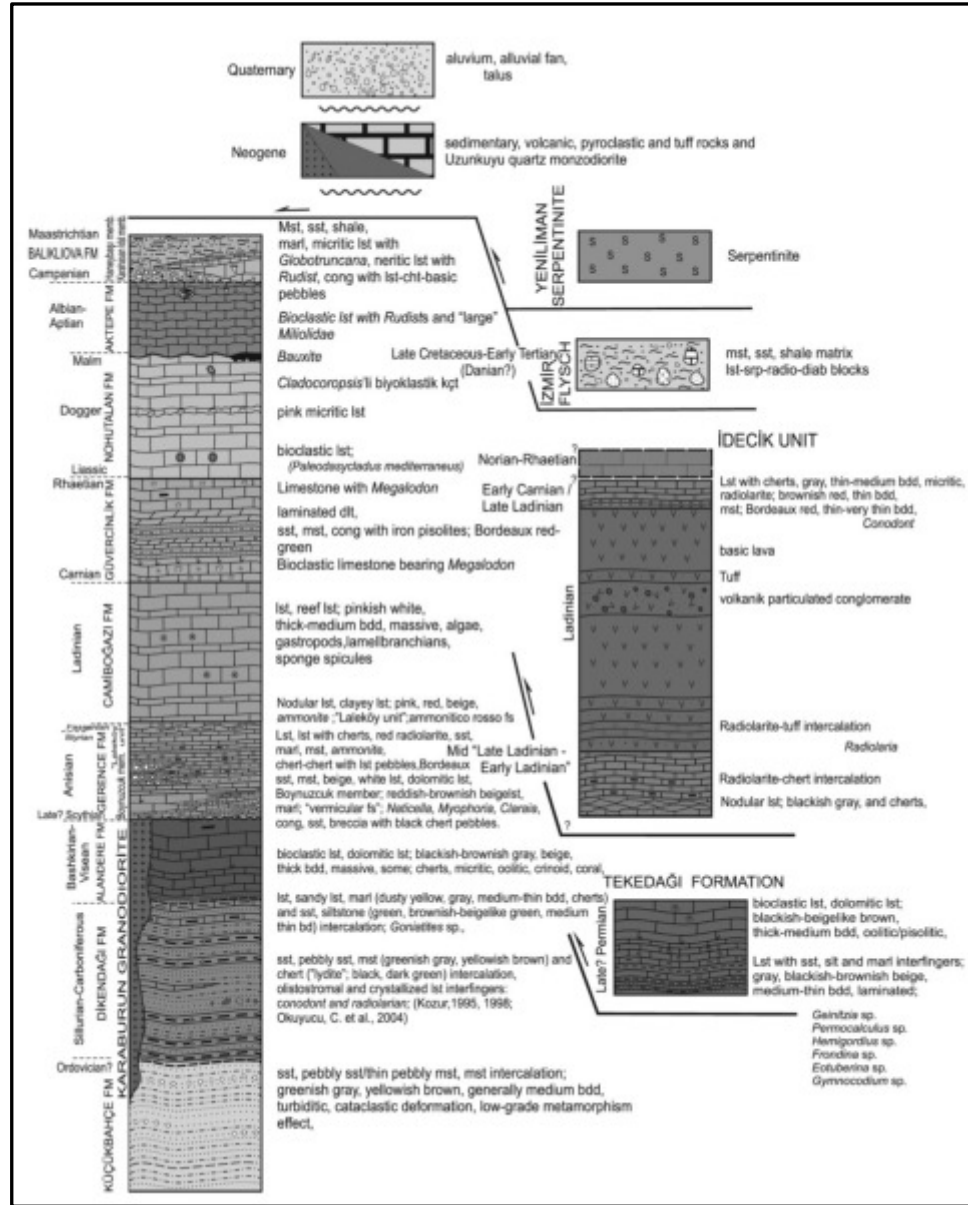 Quaternary
aluvium, alluvial fan,
talus
Neogene
sedimentary, volcanic, pyroclastic and tuff rocks and
Uzunkuyu quartz monzodiorite
Maastrichtian
BALIKLIOVA FM
Campanian
Mst, sst, shale,
marl, micritic lst with
Globotruncana, neritic lst with
Rudist, cong with lst-cht-basic
pebbles
YENİLİMAN
SERPENTINITE
S
Serpentinite
Albian-
Aptian
AKTEPE FM
Bioclastic lst with Rudists and "large"
Miliolidae
Malm
Bauxite
Late Cretaceous-Early Tertiary
(Danian?)
İZMİR
FLYSCH
mst, sst, shale matrix
lst-srp-radio-diab blocks
Cladocoropsis'li biyoklastik kçt
Dogger
NOHUTALAN FM
pink micritic lst
bioclastic lst;
(Paleodasycladus mediterraneus)
Liassic
Rhaetian
GÜVERCİNLİK FM
Limestone with Megalodon
laminated dlt,
sst, mst, cong with iron pisolites; Bordeaux red-
green
Bioclastic limestone bearing Megalodon
Carnian
Ladinian
CAMİBOĞAZI FM
lst, reef lst; pinkish white,
thick-medium bdd, massive, algae,
gastropods,lamellbranchians,
sponge spicules
İDECİK UNIT
?
Norian-Rhaetian
?
Early Carnian /
Late Ladinian
Ladinian
Lst with cherts, gray, thin-medium bdd, micritic,
radiolarite; brownish red, thin bdd,
mst; Bordeaux red, thin-very thin bdd,
Conodont
basic lava
Tuff
volkanik particulated conglomerate
Radiolarite-tuff intercalation
Radiolaria
Radiolarite-chert intercalation
Nodular lst; blackish gray, and cherts,
Mid "Late Ladinian -
Early Ladinian"
?
Anisian
GERENCE FM
Boynuzcuk mem.
Nodular lst, clayey lst; pink, red, beige,
ammonite ;"Laleköy unit";ammonitico rosso fs
Lst, lst with cherts, red radiolarite, sst,
marl, mst, ammonite,
chert-chert with lst pebbles,Bordeaux
sst, mst, beige, white lst, dolomitic lst,
Boynuzcuk member; reddish-brownish beigelst,
marl; "vermicular fs"; Naticella, Myophoria, Clarais,
cong, sst, breccia with black chert pebbles.
Late? Scythian
Bashkirian-
Visean
ALANDERE FM
bioclastic lst, dolomitic lst; blackish-brownish gray, beige,
thick bdd, massive, some; cherts, micritic, oolitic, crinoid, coral,
lst, sandy lst, marl (dusty yellow, gray, medium-thin bdd, cherts)
and sst, siltstone (green, brownish-beigelike green, medium
thin bd) intercalation; Goniatites sp.,
KARABURUN GRANODIORITE
Sillurian-Carboniferous
DİKENDAĞI FM
sst, pebbly sst, mst (greenish gray, yellowish brown) and
chert ("lydite"; black, dark green) intercalation,
olistostromal and crystallized lst interfingers:
conodont and radiolarian; (Kozur,1995, 1998;
Okuyucu, C. et al., 2004)
Ordovician?
KÜÇÜKBAHÇE FM
sst, pebbly sst/thin pebbly mst, mst intercalation;
greenish gray, yellowish brown, generally medium bdd,
turbiditic, cataclastic deformation, low-grade metamorphism
effect,
TEKEDAĞI FORMATION
Late? Permian
bioclastic lst, dolomitic lst;
blackish-beigelike brown,
thick-medium bdd, oolitic/pisolitic,
Lst with sst, slt and marl interfingers;
gray, blackish-brownish beige,
medium-thin bdd, laminated;
?
Geinitzia sp.
Permocalculus sp.
Hemigordius sp.
Frondina sp.
Eotuberina sp.
Gymnocodium sp.